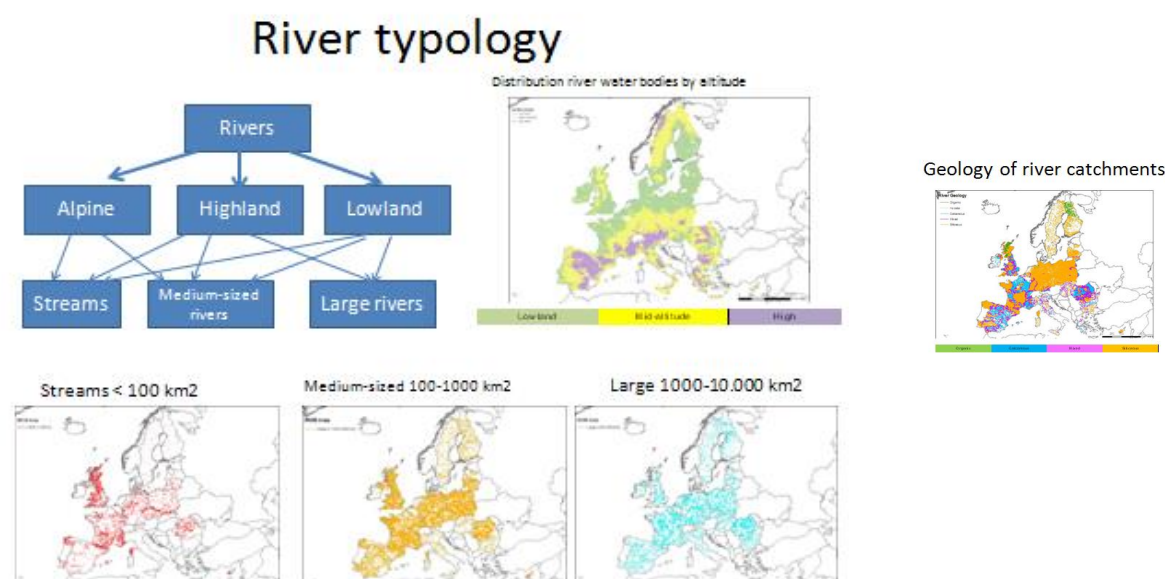 River typology
Distribution river water bodies by altitude
Rivers
Alpine
Highland
Lowland
Streams
Medium-sized
rivers
Large rivers
Lowland
Mid-altitude
High
Geology of river catchments
River Geology
Streams < 100 km2
Medium-sized 100-1000 km2
Large 1000-10.000 km2